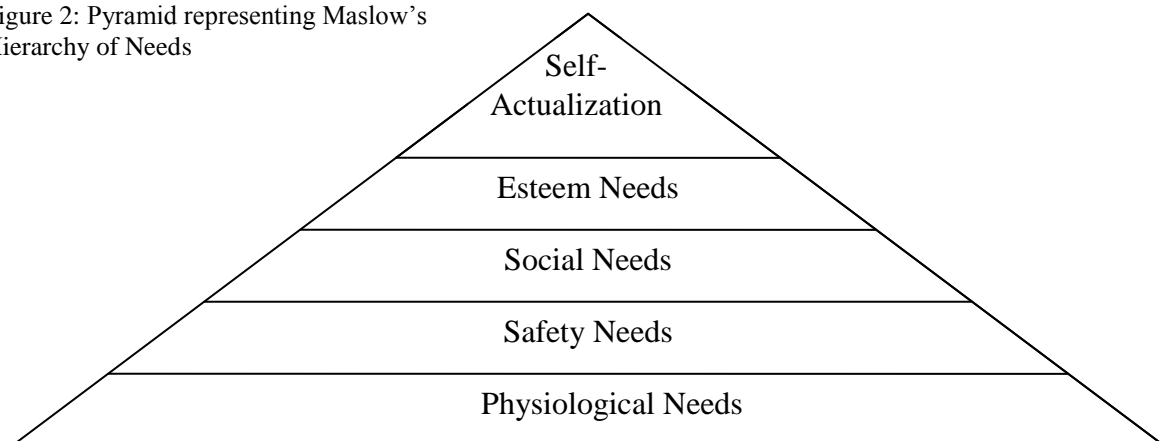 igure 2: Pyramid representing Maslow’s
ierarchy of Needs
Self-
Actualization
Esteem Needs
Social Needs
Safety Needs
Physiological Needs